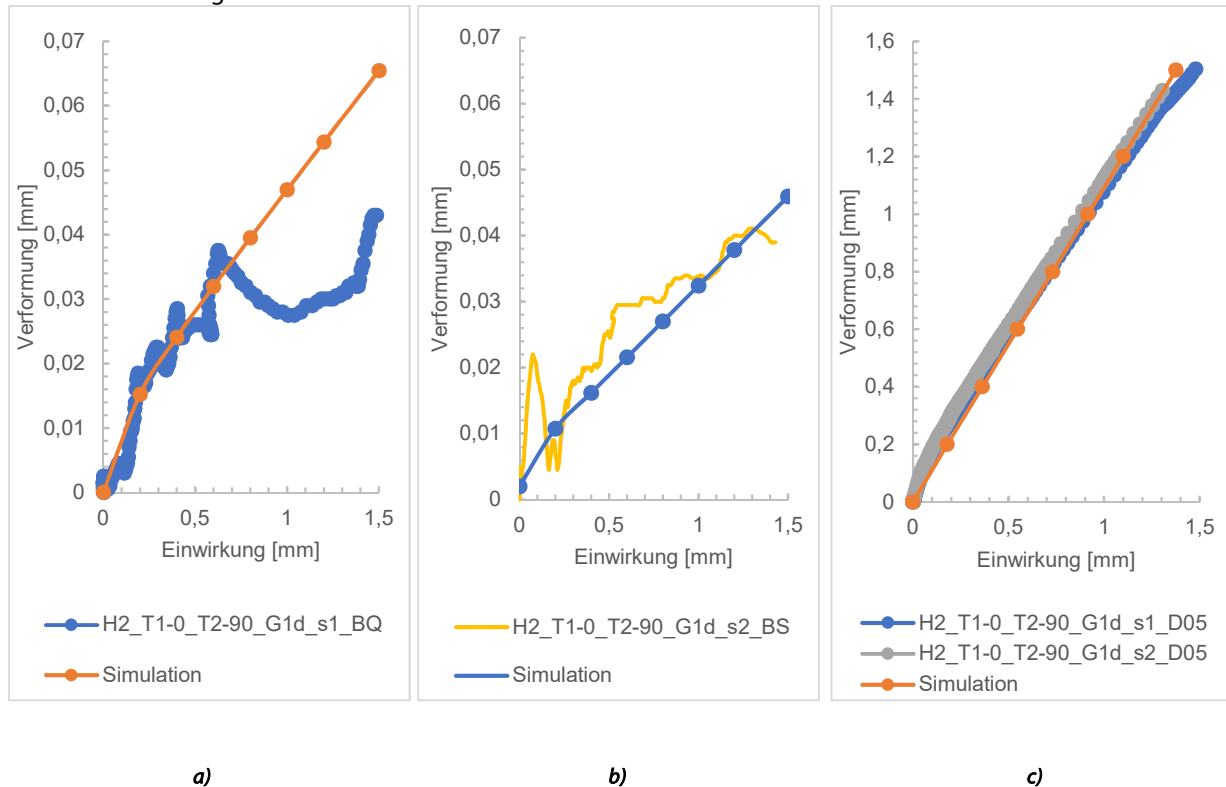 0,07
0,06
0,05
0,04
0,03
0,02
0,01
0
0
0,5
1
1,5
Verformung [mm]
Einwirkung [mm]
H2_T1-0_T2-90_G1d_s1_BQ
Simulation
a)
0,07
0,06
0,05
0,04
0,03
0,02
0,01
0
0
0,5
1
1,5
Verformung [mm]
Einwirkung [mm]
H2_T1-0_T2-90_G1d_s2_BS
Simulation
b)
1,6
1,4
1,2
1
0,8
0,6
0,4
0,2
0
0
0,5
1
1,5
Verformung [mm]
Einwirkung [mm]
H2_T1-0_T2-90_G1d_s1_D05
H2_T1-0_T2-90_G1d_s2_D05
Simulation
c)